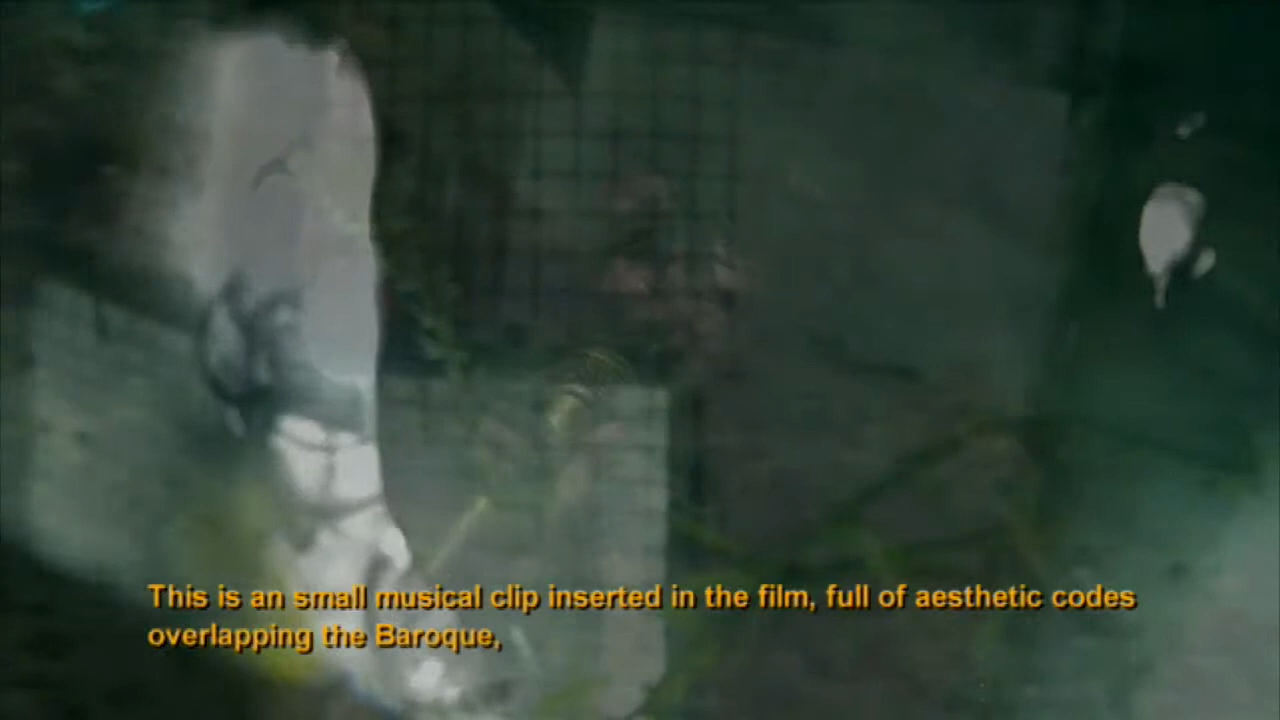 This is an small musical clip inserted in the film, full of aesthetic codes
overlapping the Baroque,